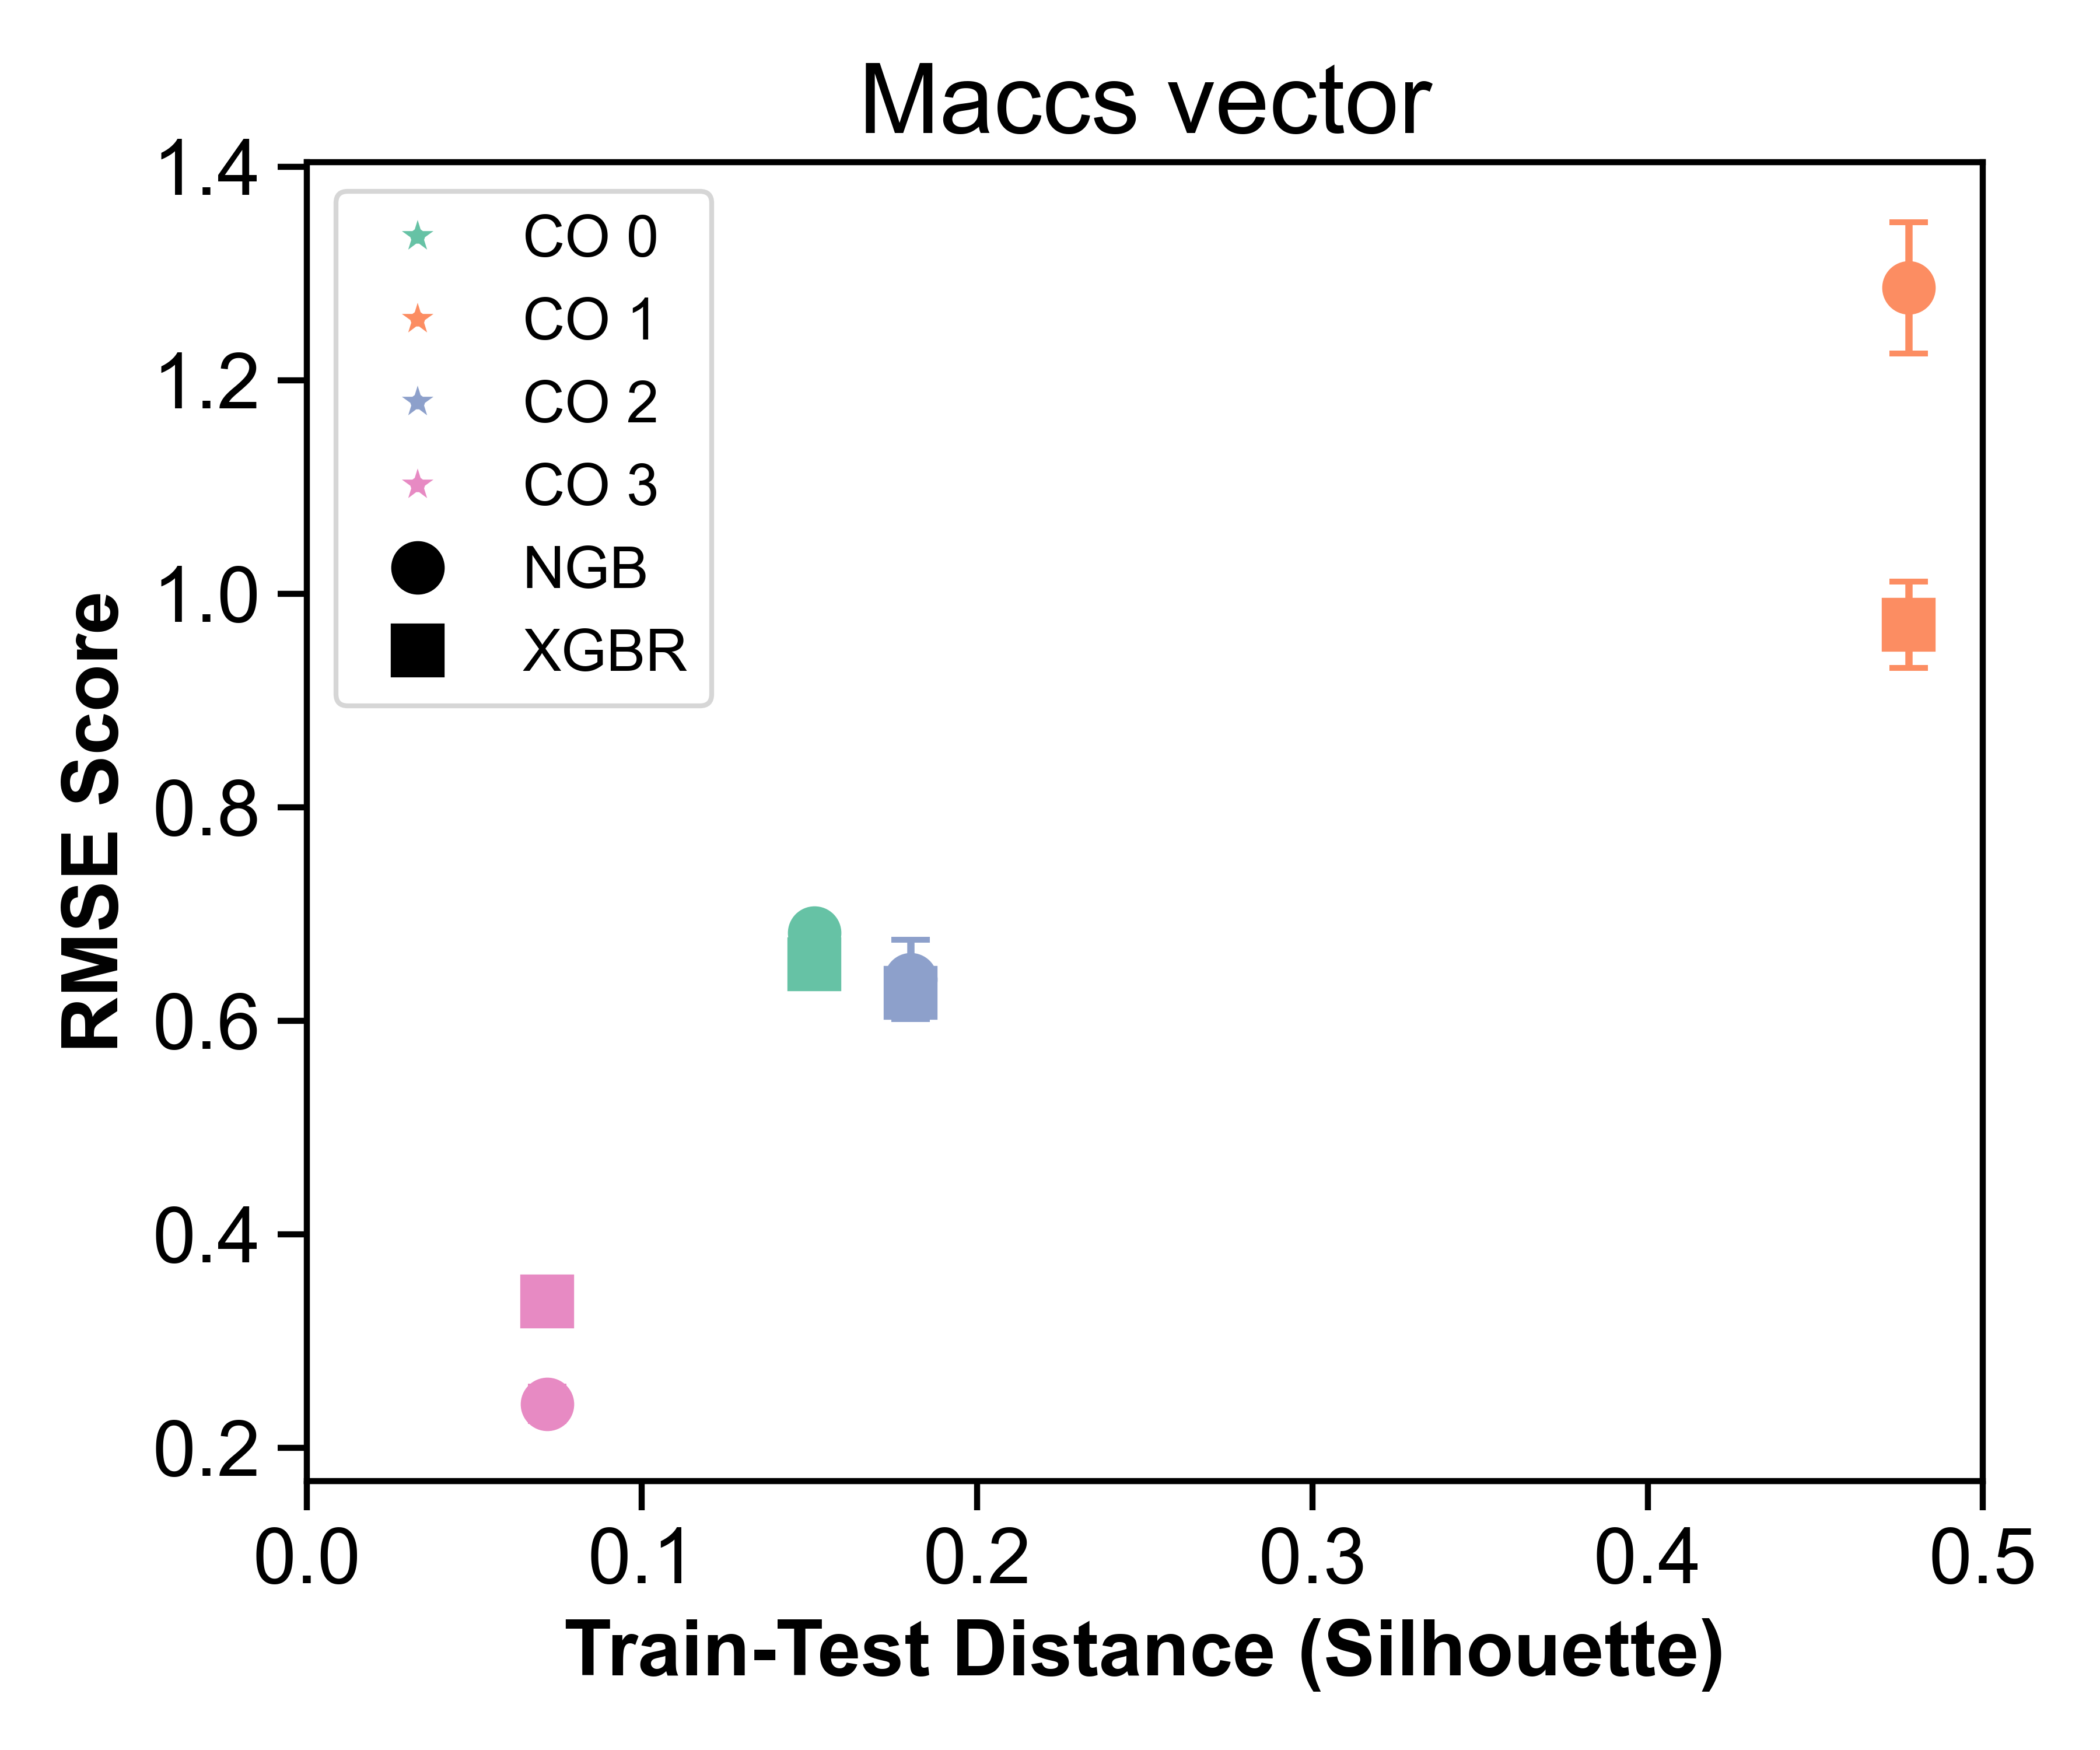 Maccs vector
1.4
1.2
1.0
0.8
0.6
0.4
0.2
RMSE Score
CO 0
CO 1
CO 2
CO 3
NGB
XGBR
0.0 0.1 0.2 0.3 0.4 0.5
Train-Test Distance (Silhouette)